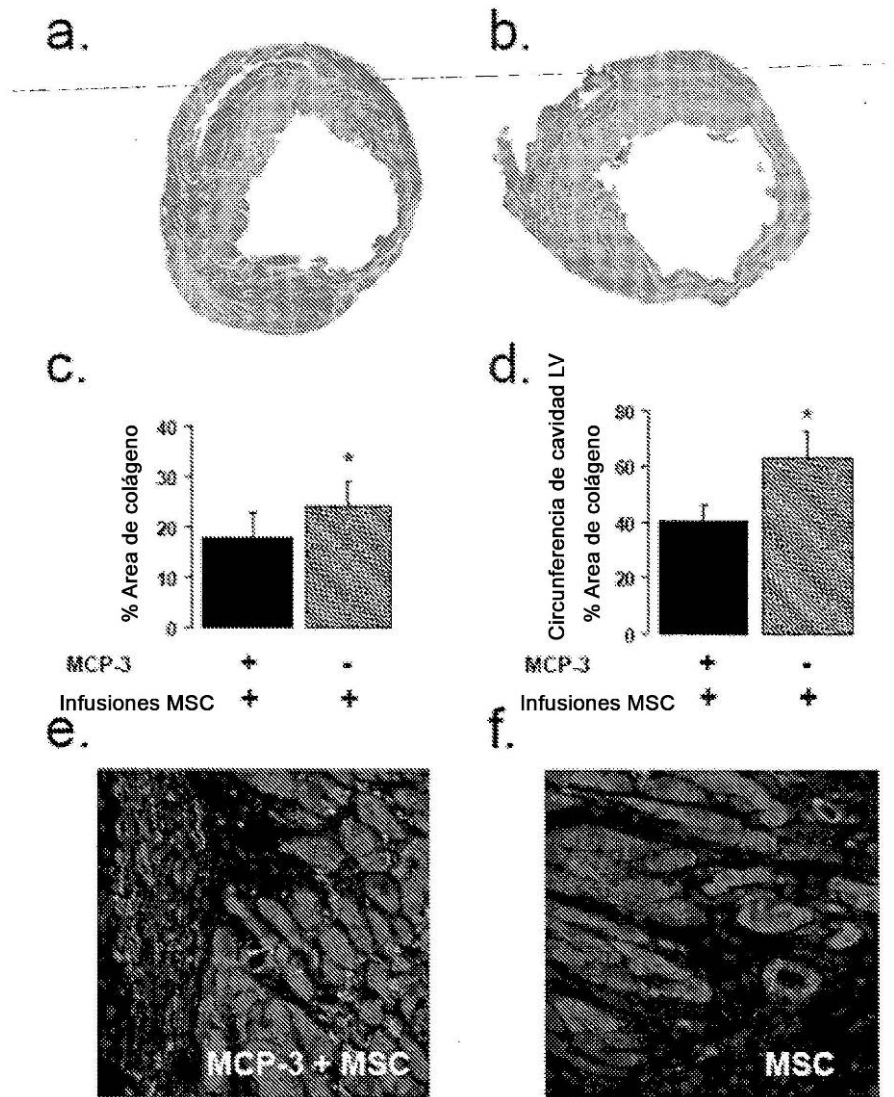 a.
b.
c.
40
30
20
10
0
% Area de colágeno
*
MCP-3 + -
Infusiones MSC + +
d.
80
60
40
20
0
Circunferencia de cavidad LV
% Area de colágeno
*
MCP-3 + -
Infusiones MSC + +
e.
MCP-3 + MSC
f.
MSC